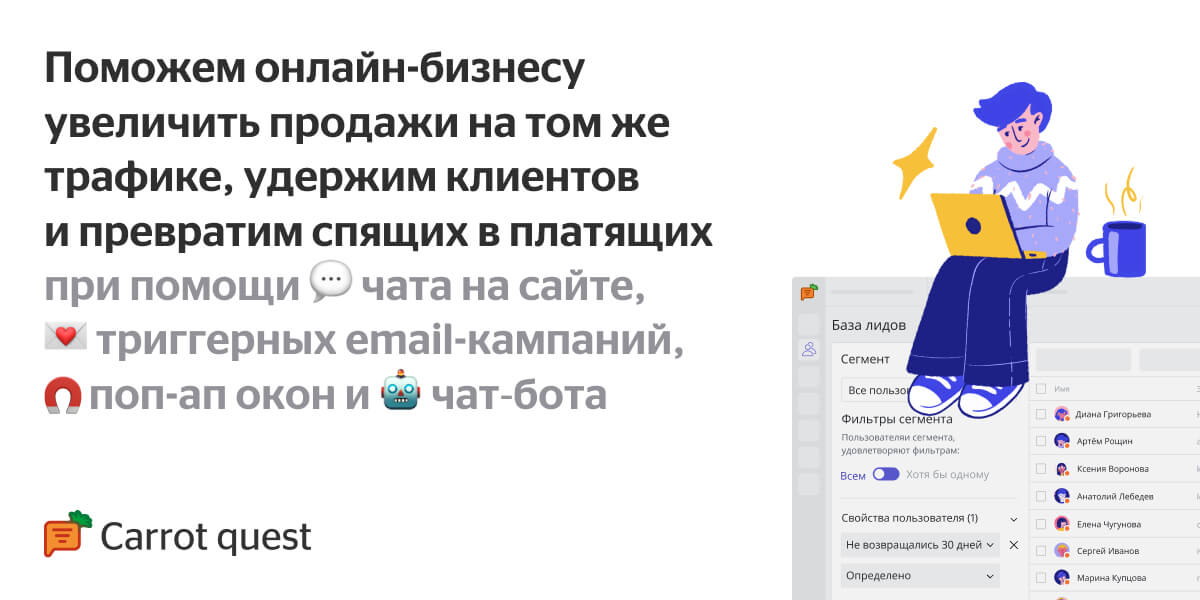 Поможем онлайн-бизнесу
увеличить продажи на том же
трафике, удержим клиентов
и превратим спящих в платящих
при помощи 💬 чата на сайте,
💌 триггерных email-кампаний,
🧲 поп-ап окон и 🤖 чат-бота
Carrot quest
База лидов
Сегмент
Все
Фильтры сегмента
Пользователяи сегмента,
удовлетворяют фильтрам:
Всем Хотя бы одному
Свойства пользователя (1)
Не возвращались 30 дней
Определено
Имя
Диана Григорьева
Артём Рощин
Ксения Воронова
Анатолий Лебедев
Елена Чугунова
Сергей Иванов
Марина Купцова